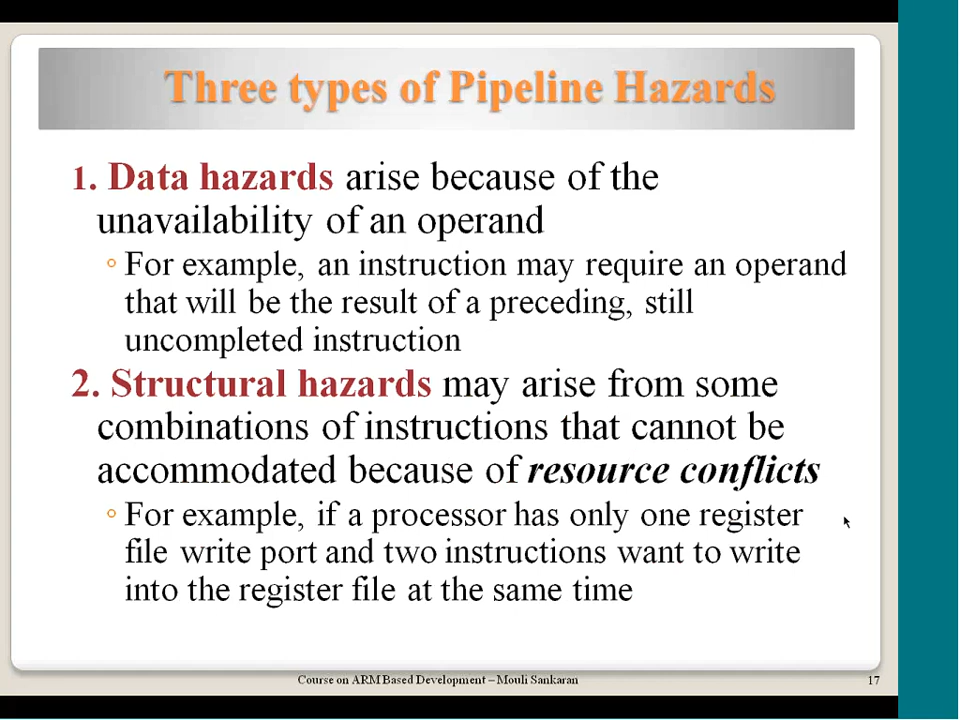 Three types of Pipeline Hazards
1. Data hazards arise because of the
unavailability of an operand
◦ For example, an instruction may require an operand
that will be the result of a preceding, still
uncompleted instruction
2. Structural hazards may arise from some
combinations of instructions that cannot be
accommodated because of resource conflicts
◦ For example, if a processor has only one register
file write port and two instructions want to write
into the register file at the same time
Course on ARM Based Development – Mouli Sankaran
17